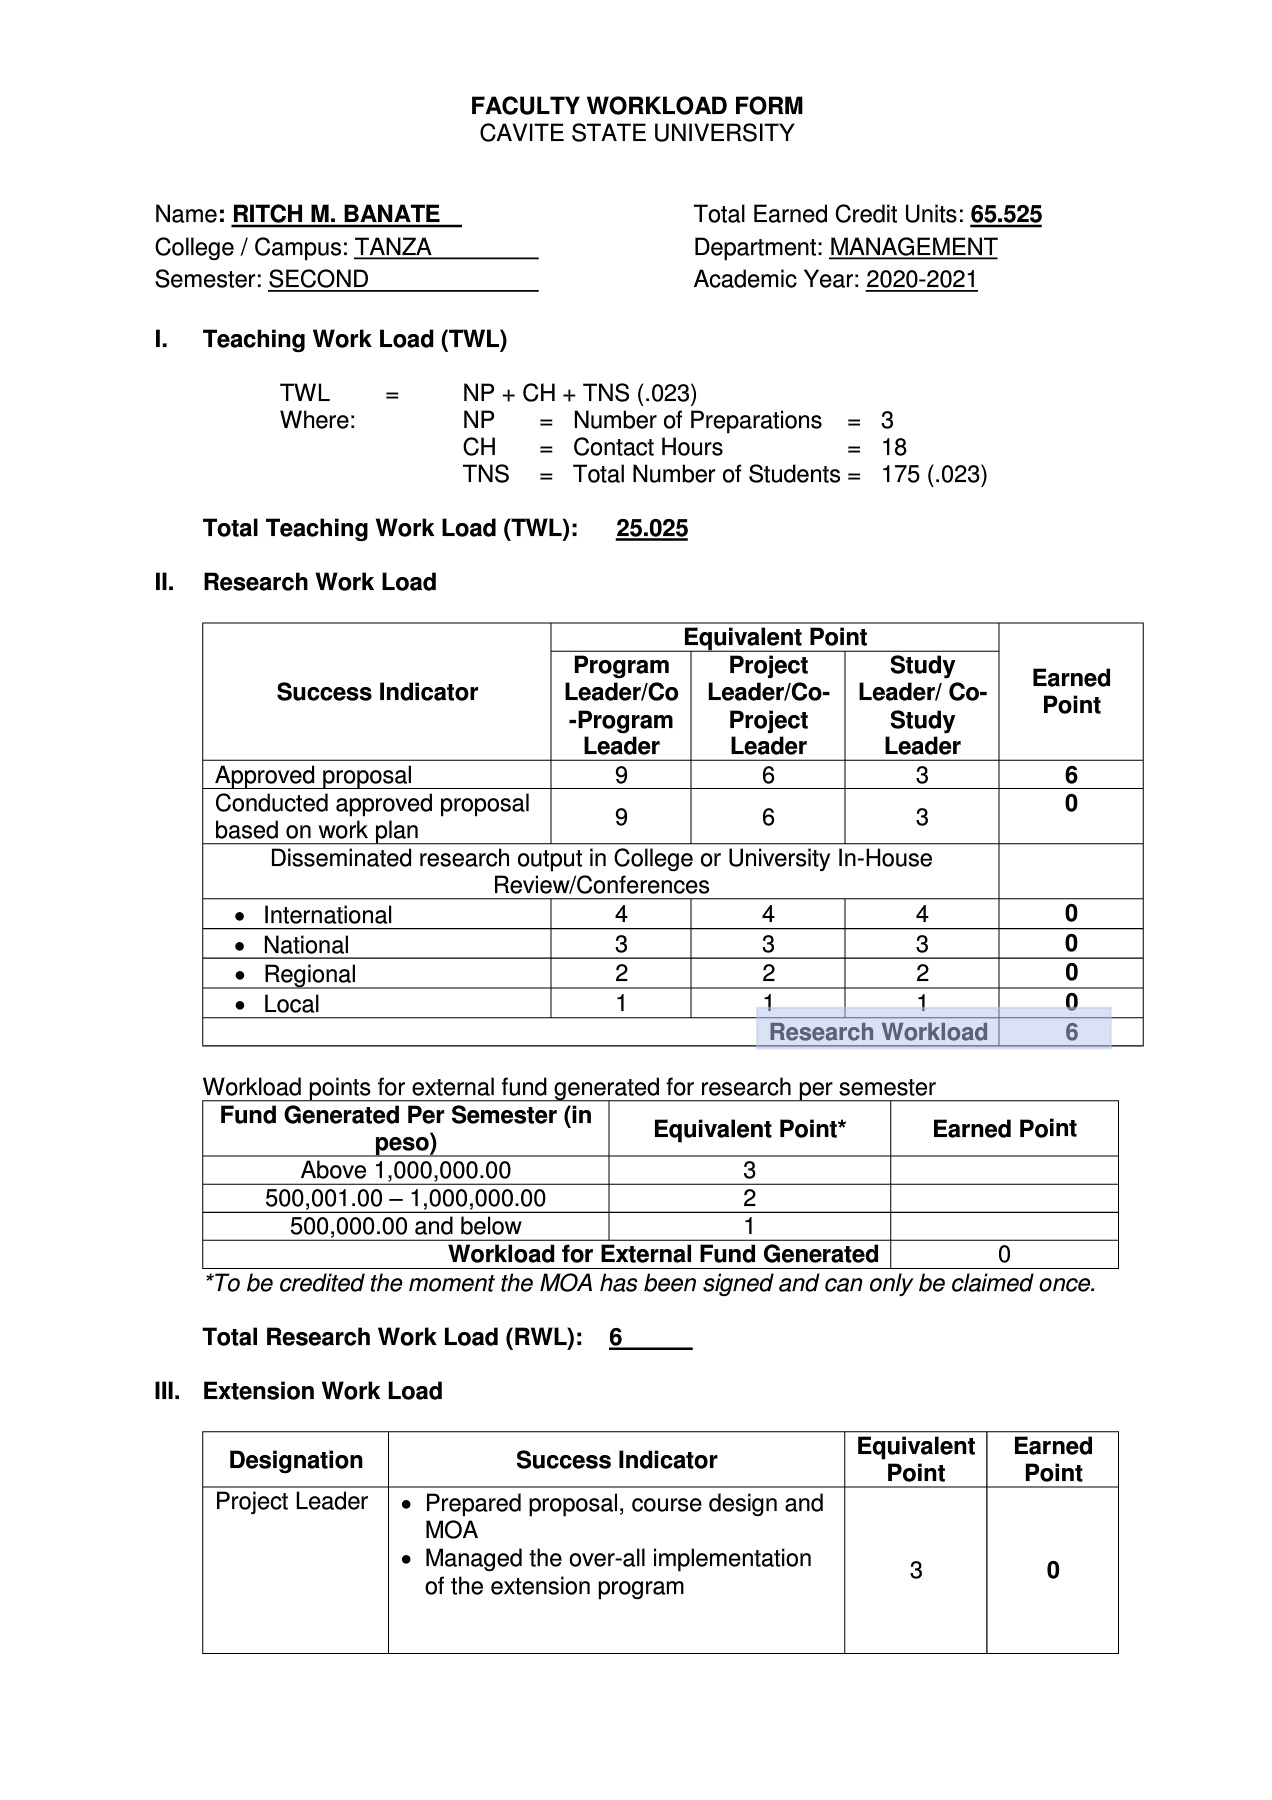 FACULTY WORKLOAD FORM
CAVITE STATE UNIVERSITY
Name: RITCH M. BANATE
Total Earned Credit Units: 65.525
College / Campus: TANZA
Department: MANAGEMENT
Semester: SECOND
Academic Year: 2020-2021
I. Teaching Work Load (TWL)
TWL = NP + CH + TNS (.023)
Where: NP = Number of Preparations = 3
CH = Contact Hours = 18
TNS = Total Number of Students = 175 (.023)
Total Teaching Work Load (TWL): 25.025
II. Research Work Load
Success Indicator
Equivalent Point
Program
Leader/Co
-Program
Leader
Project
Leader/Co-
Project
Leader
Study
Leader/ Co-
Study
Leader
Earned
Point
Approved proposal 9 6 3 6
Conducted approved proposal
based on work plan 9 6 3 0
Disseminated research output in College or University In-House
Review/Conferences
• International 4 4 4 0
• National 3 3 3 0
• Regional 2 2 2 0
• Local 1 1 1 0
Research Workload 6
Workload points for external fund generated for research per semester
Fund Generated Per Semester (in
peso)
Equivalent Point*
Earned Point
Above 1,000,000.00 3
500,001.00 – 1,000,000.00 2
500,000.00 and below 1
Workload for External Fund Generated 0
*To be credited the moment the MOA has been signed and can only be claimed once.
Total Research Work Load (RWL): 6
III. Extension Work Load
Designation
Success Indicator
Equivalent
Point
Earned
Point
Project Leader
• Prepared proposal, course design and
MOA
• Managed the over-all implementation
of the extension program
3
0